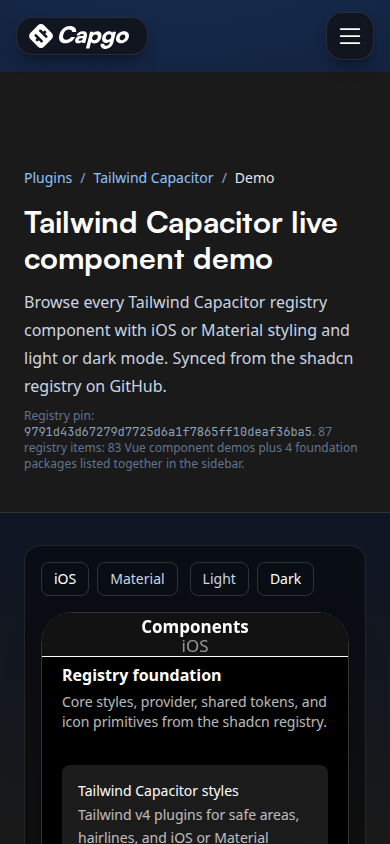 Capgo
Plugins / Tailwind Capacitor / Demo
Tailwind Capacitor live
component demo
Browse every Tailwind Capacitor registry
component with iOS or Material styling and
light or dark mode. Synced from the shadcn
registry on GitHub.
Registry pin:
9791d43d67279d7725d6a1f7865ff10deaf36ba5. 87
registry items: 83 Vue component demos plus 4 foundation
packages listed together in the sidebar.
iOS Material Light Dark
Components
iOS
Registry foundation
Core styles, provider, shared tokens, and
icon primitives from the shadcn registry.
Tailwind Capacitor styles
Tailwind v4 plugins for safe areas,
hairlines, and iOS or Material